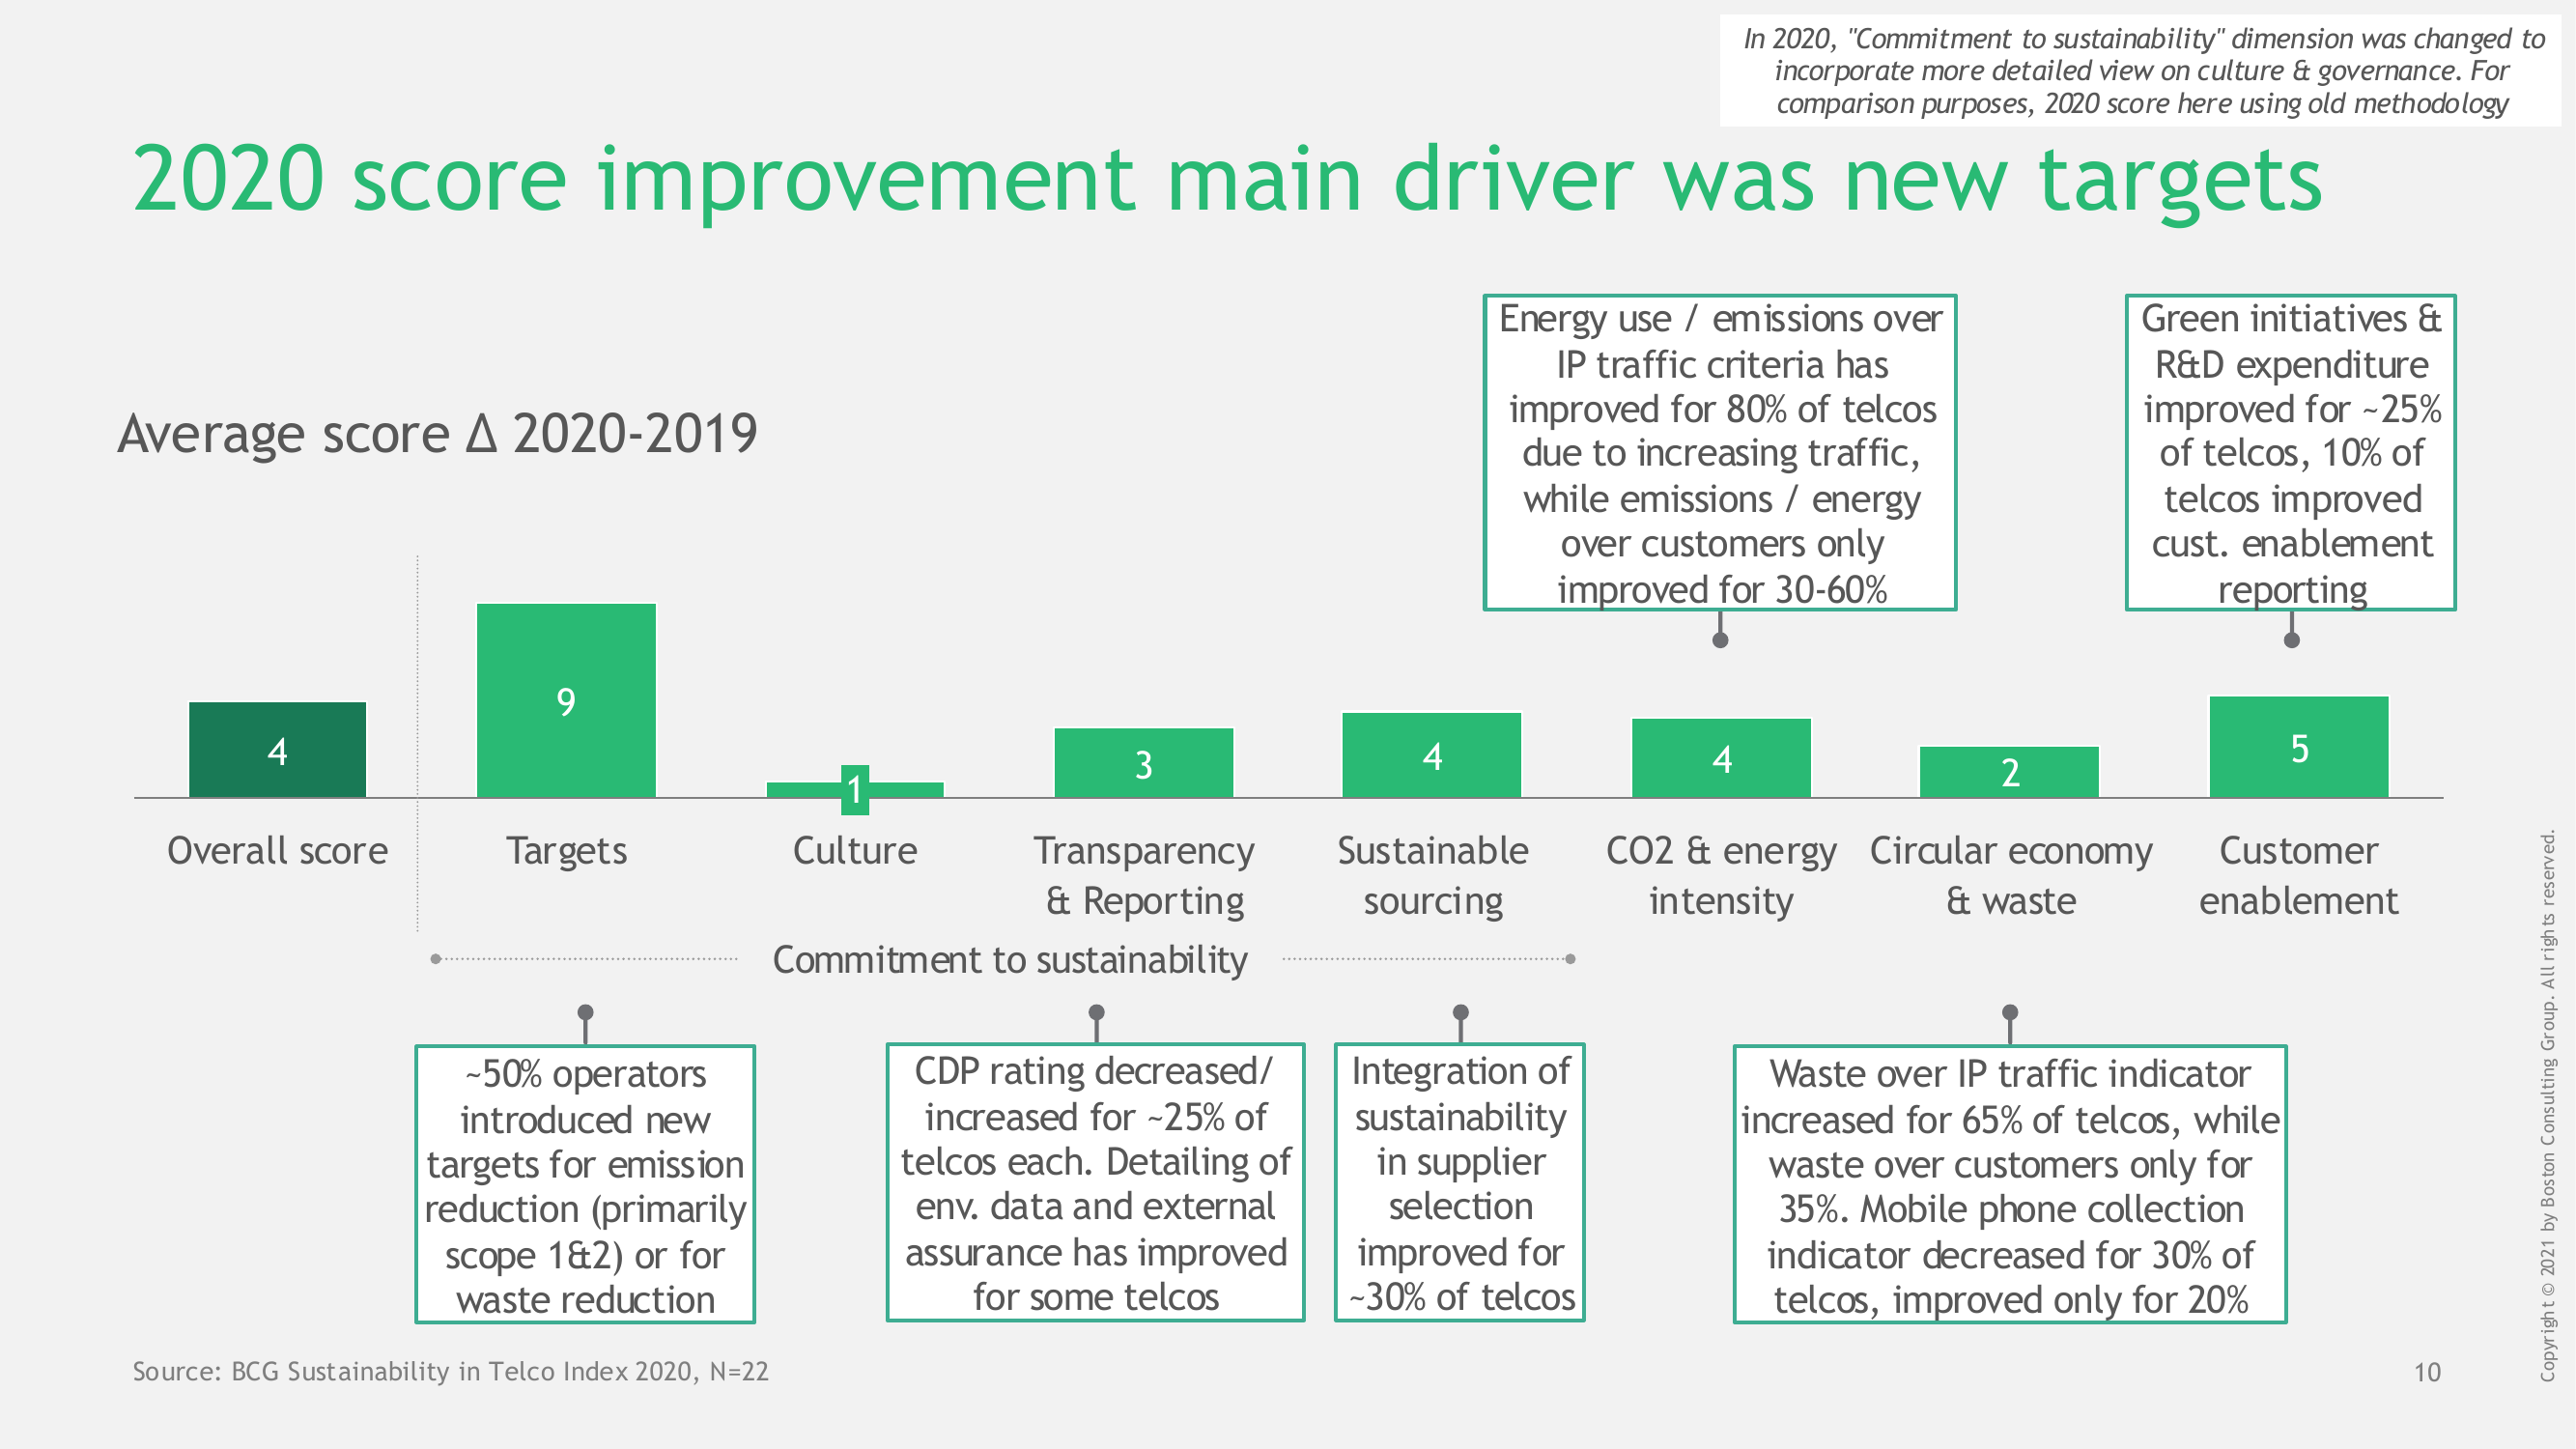 In 2020, "Commitment to sustainability" dimension was changed to
incorporate more detailed view on culture & governance. For
comparison purposes, 2020 score here using old methodology
2020 score improvement main driver was new targets
Average score Δ 2020-2019
Energy use / emissions over
IP traffic criteria has
improved for 80% of telcos
due to increasing traffic,
while emissions / energy
over customers only
improved for 30-60%
Green initiatives &
R&D expenditure
improved for ~25%
of telcos, 10% of
telcos improved
cust. enablement
reporting
4
9
1
3
4
4
2
5
Overall score
Targets
Culture
Transparency
& Reporting
Sustainable
sourcing
CO2 & energy
intensity
Circular economy
& waste
Customer
enablement
Commitment to sustainability
~50% operators
introduced new
targets for emission
reduction (primarily
scope 1&2) or for
waste reduction
CDP rating decreased/
increased for ~25% of
telcos each. Detailing of
env. data and external
assurance has improved
for some telcos
Integration of
sustainability
in supplier
selection
improved for
~30% of telcos
Waste over IP traffic indicator
increased for 65% of telcos, while
waste over customers only for
35%. Mobile phone collection
indicator decreased for 30% of
telcos, improved only for 20%
Source: BCG Sustainability in Telco Index 2020, N=22
10
Copyright © 2021 by Boston Consulting Group. All rights reserved.